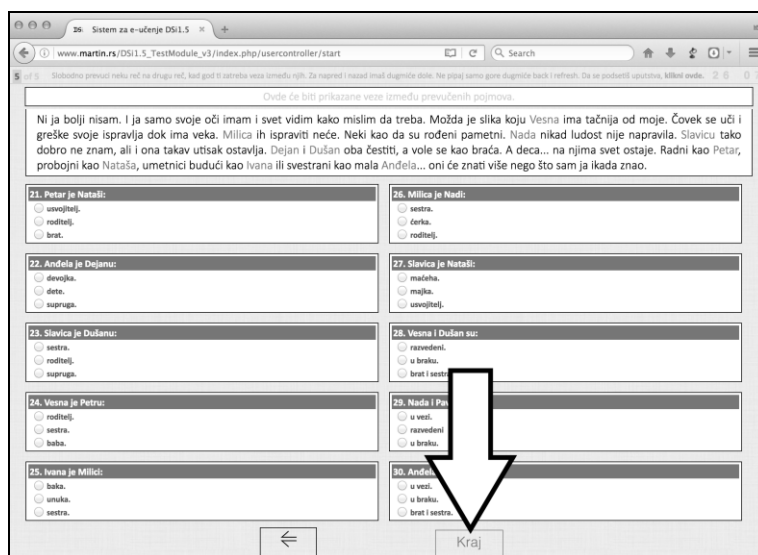 Sistem za e-učenje DSi1.5
www.martin.rs/DSi1.5_TestModule_v3/index.php/usercontroller/start
Search
5 of 5 Slobodno prevuci neku reč na drugu reč, kad god ti zatreba veza između njih. Za napred i nazad imaš dugmiće dole. Ne pipaj samo gore dugmiće back i refresh. Da se podsetiš uputstva, klikni ovde. 2 6 0
Ovde će biti prikazane veze između prevučenih pojmova.
Ni ja bolji nisam. I ja samo svoje oči imam i svet vidim kako mislim da treba. Možda je slika koju Vesna ima tačnija od moje. Čovek se uči i
greške svoje ispravlja dok ima veka. Milica ih ispraviti neće. Neki kao da su rođeni pametni. Nada nikad ludost nije napravila. Slavicu tako
dobro ne znam, ali i ona takav utisak ostavlja. Dejan i Dušan oba čestiti, a vole se kao braća. A deca... na njima svet ostaje. Radni kao Petar,
probojni kao Nataša, umetnici budući kao Ivana ili svestrani kao mala Anđela... oni će znati više nego što sam ja ikada znao.
21. Petar je Nataši:
usvojitelj.
roditelj.
brat.
22. Anđela je Dejanu:
devojka.
dete.
supruga.
23. Slavica je Dušanu:
sestra.
roditelj.
supruga.
24. Vesna je Petru:
roditelj.
sestra.
baba.
25. Ivana je Milici:
baka.
unuka.
sestra.
26. Milica je Nadi:
sestra.
ćerka.
roditelj.
27. Slavica je Nataši:
maćeha.
majka.
usvojitelj.
28. Vesna i Dušan su:
razvedeni.
u braku.
brat i sestra
29. Nada i Pav
u vezi.
razvedeni
u braku.
30. Anđela
u vezi.
u braku.
brat i sestra.
Kraj